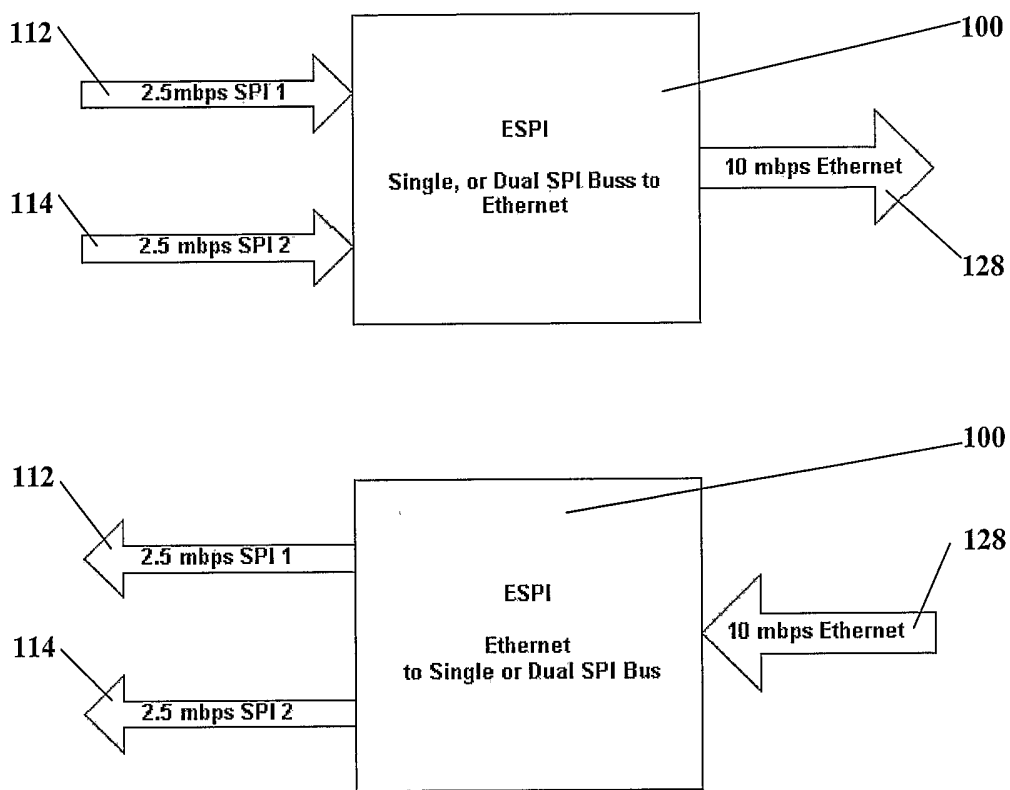 112
100
2.5mbps SPI 1
ESPI
10 mbps Ethernet
Single, or Dual SPI Buss to
Ethernet
114
2.5 mbps SPI 2
128
100
112
128
2.5 mbps SPI 1
ESPI
10 mbps Ethernet
Ethernet
to Single or Dual SPI Bus
114
2.5 mbps SPI 2